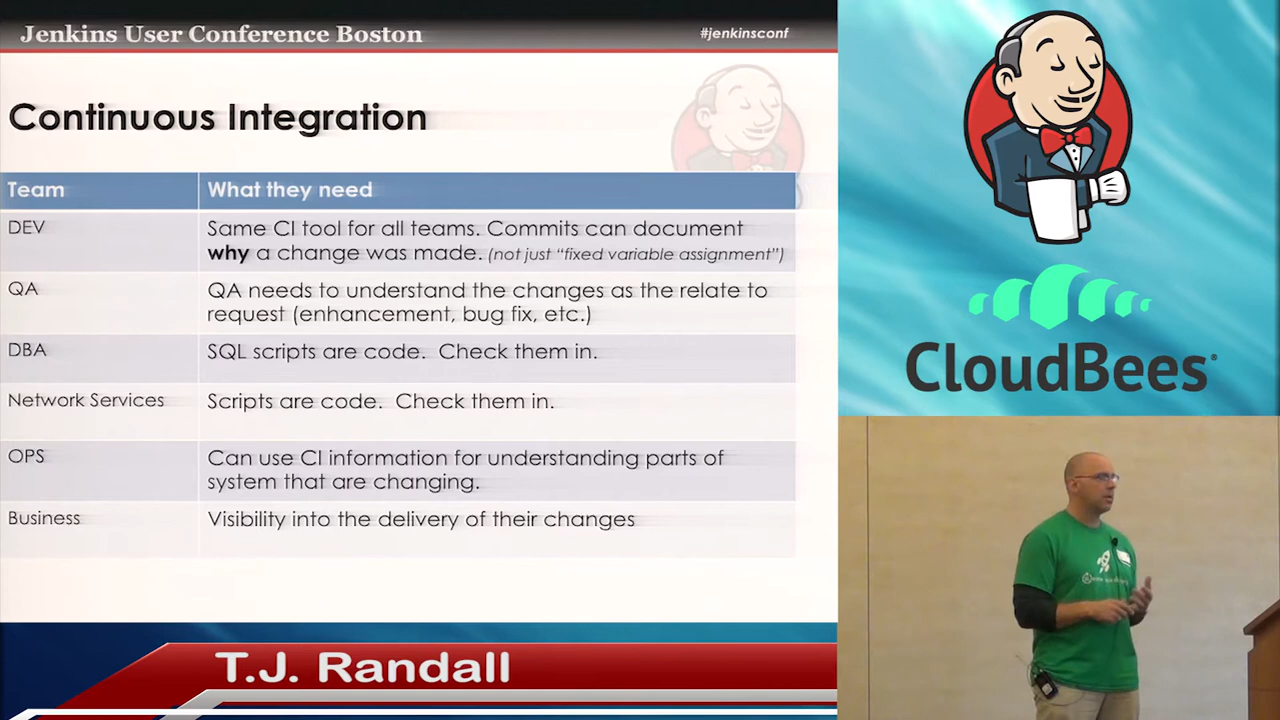 Jenkins User Conference Boston
#jenkinsconf
Continuous Integration
Team
What they need
DEV
Same CI tool for all teams. Commits can document
why a change was made. (not just “fixed variable assignment”)
QA
QA needs to understand the changes as the relate to
request (enhancement, bug fix, etc.)
DBA
SQL scripts are code. Check them in.
Network Services
Scripts are code. Check them in.
OPS
Can use CI information for understanding parts of
system that are changing.
Business
Visibility into the delivery of their changes
T.J. Randall
CloudBees®